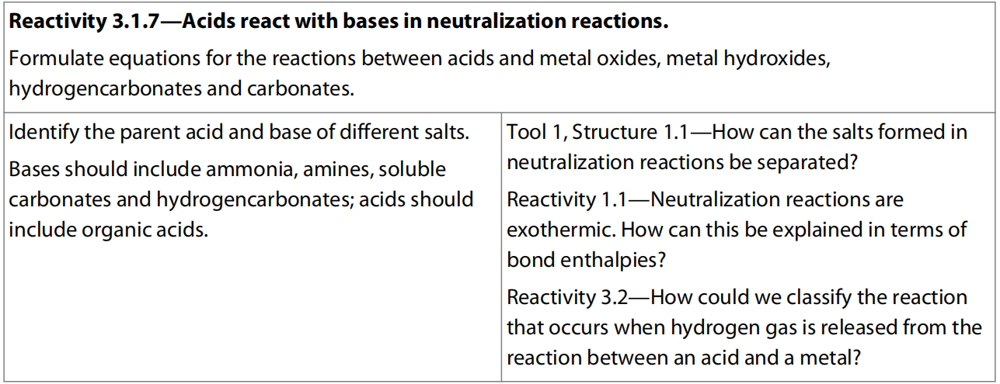 Reactivity 3.1.7—Acids react with bases in neutralization reactions.
Formulate equations for the reactions between acids and metal oxides, metal hydroxides,
hydrogencarbonates and carbonates.
Identify the parent acid and base of different salts.
Bases should include ammonia, amines, soluble
carbonates and hydrogencarbonates; acids should
include organic acids.
Tool 1, Structure 1.1—How can the salts formed in
neutralization reactions be separated?
Reactivity 1.1—Neutralization reactions are
exothermic. How can this be explained in terms of
bond enthalpies?
Reactivity 3.2—How could we classify the reaction
that occurs when hydrogen gas is released from the
reaction between an acid and a metal?